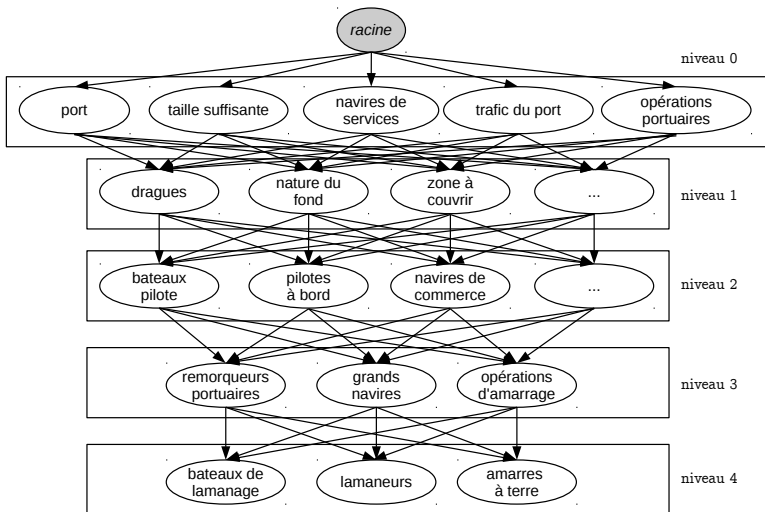 racine
niveau 0
port
taille suffisante
navires de
services
trafic du port
opérations
portuaires
dragues
nature du
fond
zone à
couvrir
...
niveau 1
bateaux
pilote
pilotes
à bord
navires de
commerce
...
niveau 2
remorqueurs
portuaires
grands
navires
opérations
d'amarrage
niveau 3
bateaux de
lamanage
lamaneurs
amarres
à terre
niveau 4